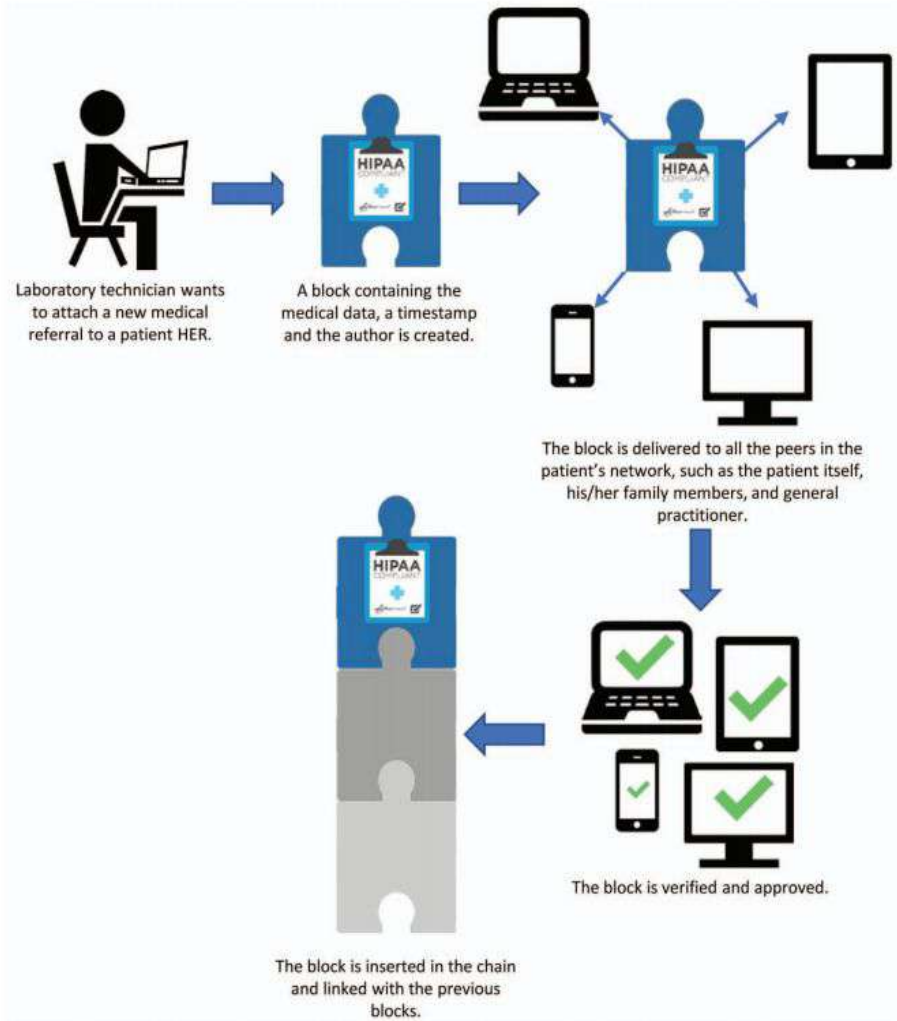 Laboratory technician wants
to attach a new medical
referral to a patient HER.
HIPAA
COMPLIANT
A block containing the
medical data, a timestamp
and the author is created.
HIPAA
COMPLIANT
The block is delivered to all the peers in the
patient's network, such as the patient itself,
his/her family members, and general
practitioner.
HIPAA
COMPLIANT
The block is verified and approved.
The block is inserted in the chain
and linked with the previous
blocks.